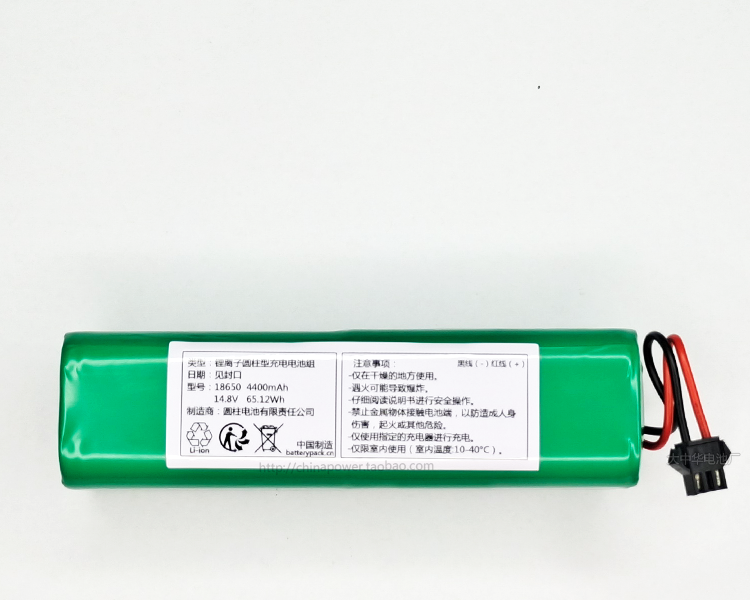 类型：锂离子圆柱型充电电池组
日期：见封口
型号：18650 4400mAh
14.8V 65.12Wh
制造商：圆柱电池有限责任公司
Li-ion
中国制造
batterypack.cn
注意事项： 黑线(-)红线(+)
-仅在干燥的地方使用。
-遇火可能导致爆炸。
-仔细阅读说明书进行安全操作。
-禁止金属物体接触电池端，以防造成人身
伤害，起火或其他危险。
-仅使用指定的充电器进行充电。
-仅限室内使用（室内温度:10-40℃）。
http://chinapower.taobao.com
大中华电池厂